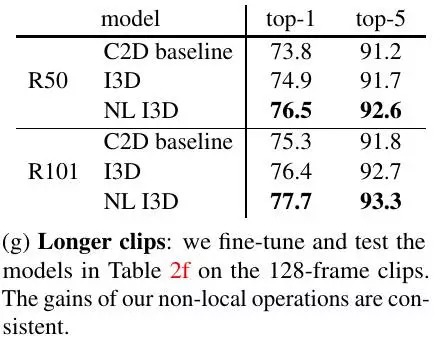 model top-1 top-5
C2D baseline 73.8 91.2
R50 I3D 74.9 91.7
NL I3D 76.5 92.6
C2D baseline 75.3 91.8
R101 I3D 76.4 92.7
NL I3D 77.7 93.3
(g) Longer clips: we fine-tune and test the
models in Table 2f on the 128-frame clips.
The gains of our non-local operations are con-
sistent.